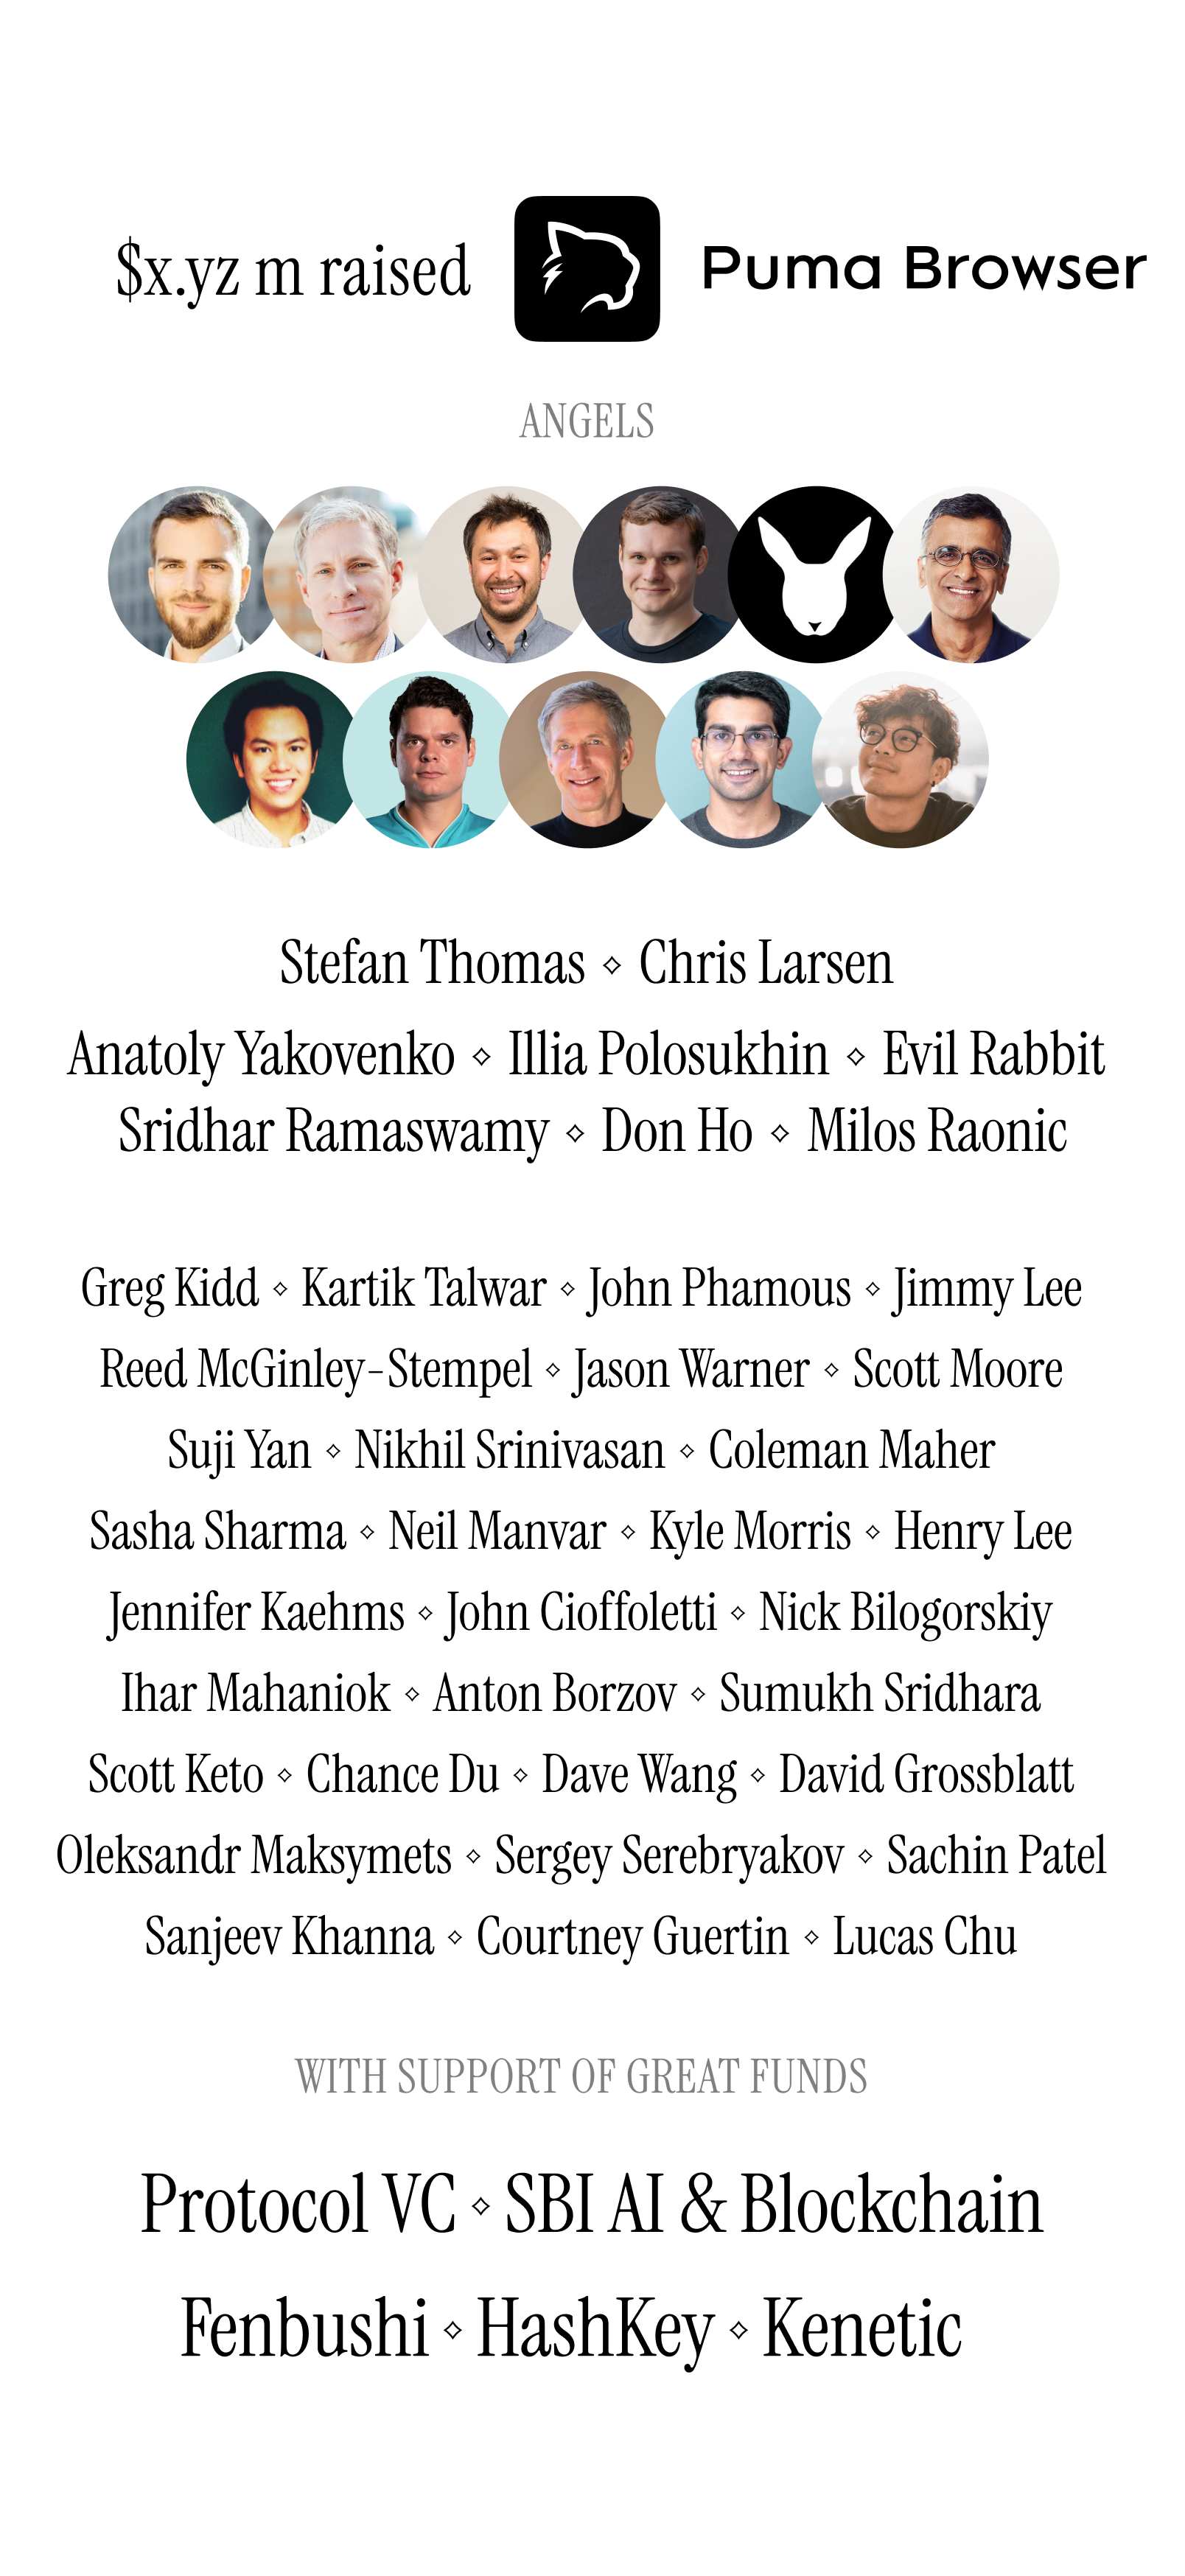 $x.yz m raised Puma Browser
ANGELS
Stefan Thomas ⋄ Chris Larsen
Anatoly Yakovenko ⋄ Illia Polosukhin ⋄ Evil Rabbit
Sridhar Ramaswamy ⋄ Don Ho ⋄ Milos Raonic
Greg Kidd ⋄ Kartik Talwar ⋄ John Phamous ⋄ Jimmy Lee
Reed McGinley-Stempel ⋄ Jason Warner ⋄ Scott Moore
Suji Yan ⋄ Nikhil Srinivasan ⋄ Coleman Maher
Sasha Sharma ⋄ Neil Manvar ⋄ Kyle Morris ⋄ Henry Lee
Jennifer Kaehms ⋄ John Cioffoletti ⋄ Nick Bilogorskiy
Ihar Mahaniok ⋄ Anton Borzov ⋄ Sumukh Sridhara
Scott Keto ⋄ Chance Du ⋄ Dave Wang ⋄ David Grossblatt
Oleksandr Maksymets ⋄ Sergey Serebryakov ⋄ Sachin Patel
Sanjeev Khanna ⋄ Courtney Guertin ⋄ Lucas Chu
WITH SUPPORT OF GREAT FUNDS
Protocol VC ⋄ SBI AI & Blockchain
Fenbushi ⋄ HashKey ⋄ Kenetic